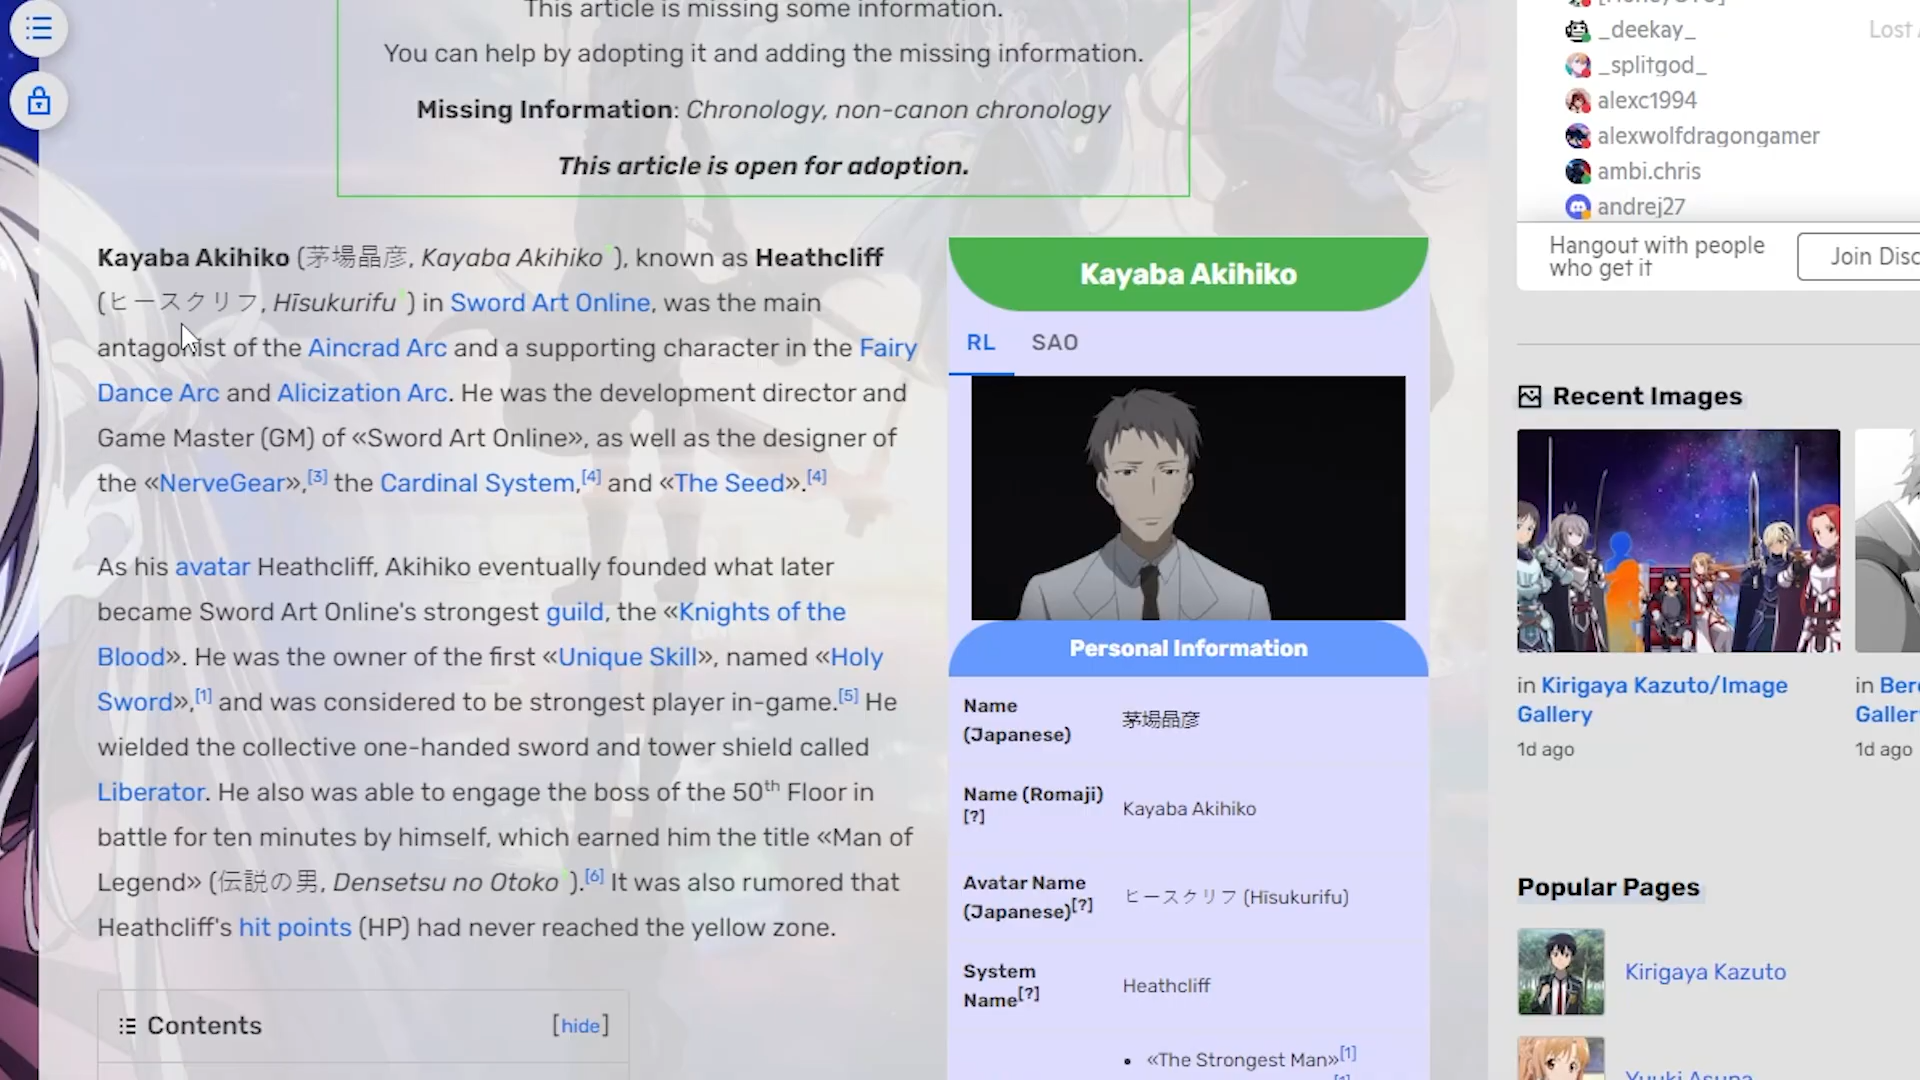 This article is missing some information.
You can help by adopting it and adding the missing information.
Missing Information: Chronology, non-canon chronology
This article is open for adoption.
Kayaba Akihiko (茅場晶彦, Kayaba Akihiko ), known as Heathcliff
(ヒースクリフ, Hīsukurifu ) in Sword Art Online, was the main
antagonist of the Aincrad Arc and a supporting character in the Fairy
Dance Arc and Alicization Arc. He was the development director and
Game Master (GM) of «Sword Art Online», as well as the designer of
the «NerveGear»,[3] the Cardinal System,[4] and «The Seed».[4]
As his avatar Heathcliff, Akihiko eventually founded what later
became Sword Art Online's strongest guild, the «Knights of the
Blood». He was the owner of the first «Unique Skill», named «Holy
Sword»,[1] and was considered to be strongest player in-game.[5] He
wielded the collective one-handed sword and tower shield called
Liberator. He also was able to engage the boss of the 50th Floor in
battle for ten minutes by himself, which earned him the title «Man of
Legend» (伝説の男, Densetsu no Otoko ).[6] It was also rumored that
Heathcliff's hit points (HP) had never reached the yellow zone.
Contents [hide]
Kayaba Akihiko
RL SAO
Personal Information
Name
(Japanese)
茅場晶彦
Name (Romaji)
[?]
Kayaba Akihiko
Avatar Name
(Japanese)[?]
ヒースクリフ (Hīsukurifu)
System
Name[?]
Heathcliff
• «The Strongest Man»[1]
_deekay_
Lost
_splitgod_
alexc1994
alexwolfdragongamer
ambi.chris
andrej27
Hangout with people
who get it
Join Disc
Recent Images
in Kirigaya Kazuto/Image
Gallery
1d ago
in Ber
Galler
1d ago
Popular Pages
Kirigaya Kazuto
Yuuki Asuna